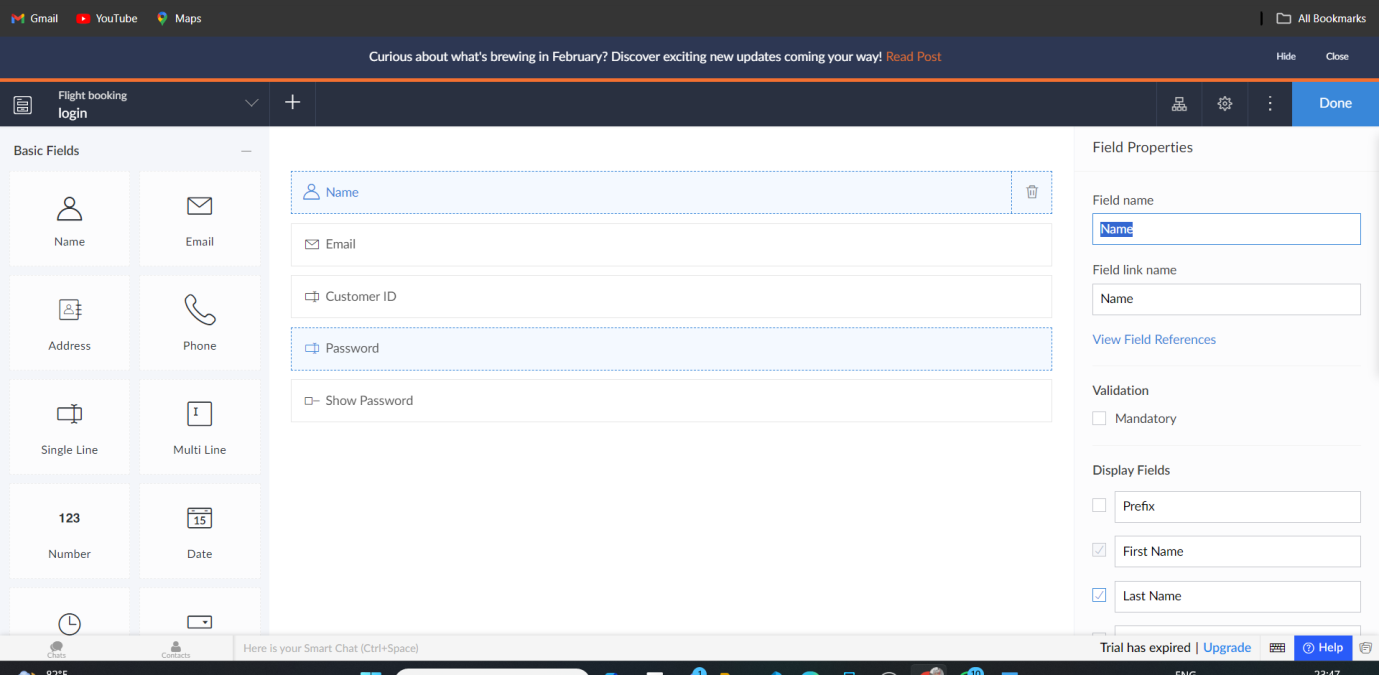 Gmail
YouTube
Maps
All Bookmarks
Curious about what's brewing in February? Discover exciting new updates coming your way! Read Post
Hide
Close
Flight booking
login
Done
Basic Fields
Name
Email
Address
Phone
Single Line
Multi Line
123
Number
15
Date
Name
Email
Customer ID
Password
Show Password
Field Properties
Field name
Name
Field link name
Name
View Field References
Validation
Mandatory
Display Fields
Prefix
First Name
Last Name
Chats
Contacts
Here is your Smart Chat (Ctrl+Space)
Trial has expired | Upgrade
Help
82°F
1
10
ENG
23:47